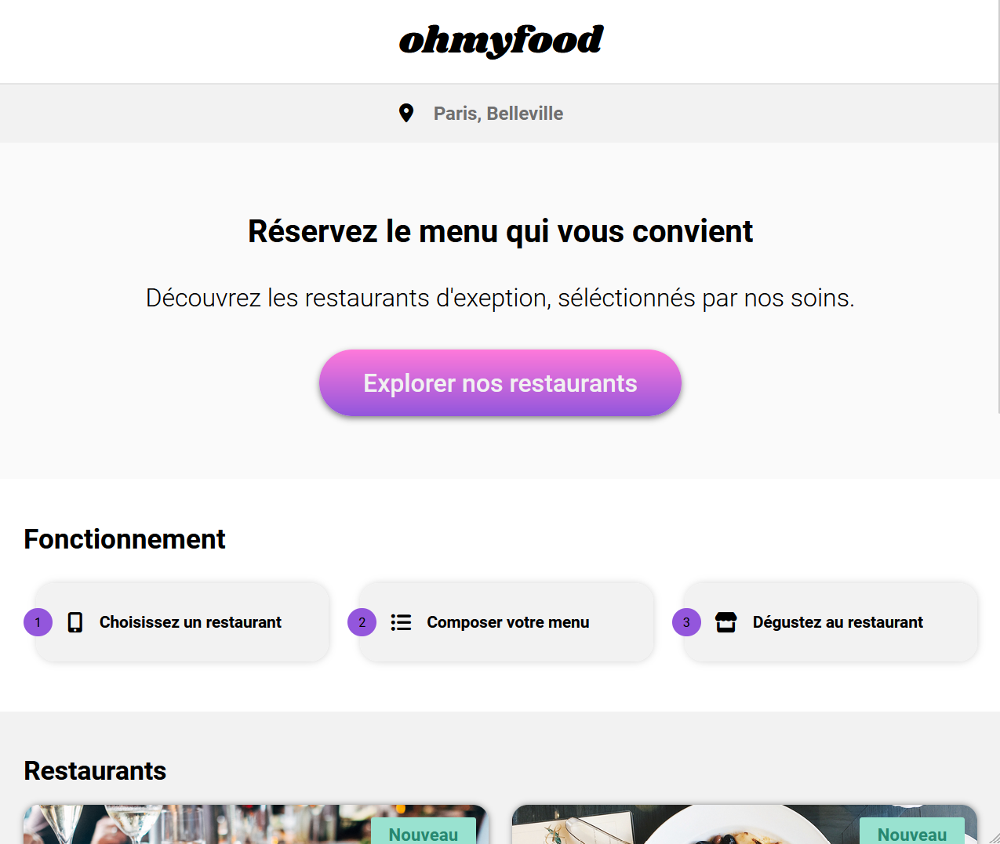 ohmyfood
Paris, Belleville
Réservez le menu qui vous convient
Découvrez les restaurants d'exeption, séléctionnés par nos soins.
Explorer nos restaurants
Fonctionnement
1 Choisissez un restaurant
2 Composer votre menu
3 Dégustez au restaurant
Restaurants
Nouveau
Nouveau